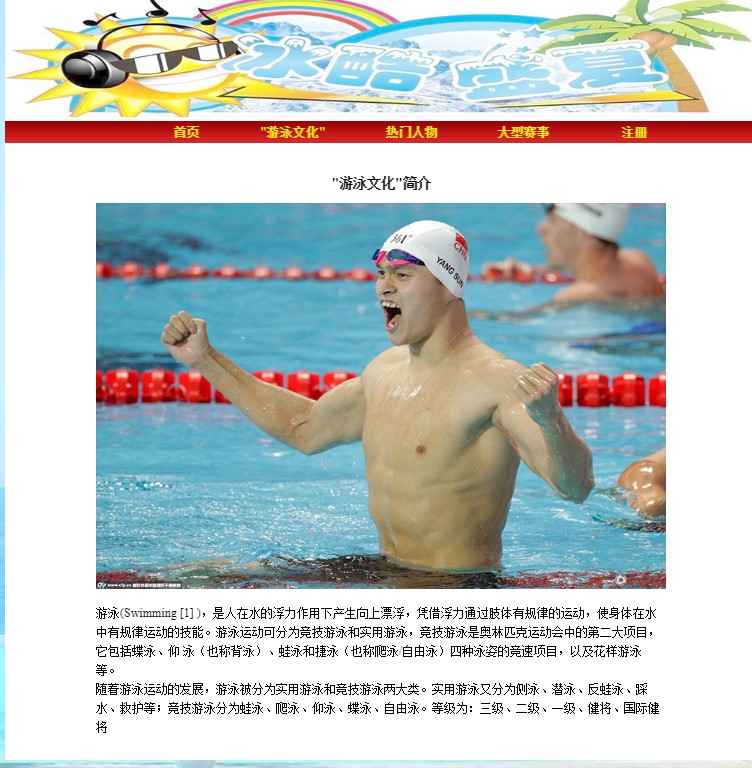 冰酷 盛夏
首页 "游泳文化" 热门人物 大型赛事 注册
"游泳文化"简介
361°
CHN
YANG SUN
游泳(Swimming [1] )，是人在水的浮力作用下产生向上漂浮，凭借浮力通过肢体有规律的运动，使身体在水
中有规律运动的技能。游泳运动可分为竞技游泳和实用游泳，竞技游泳是奥林匹克运动会中的第二大项目，
它包括蝶泳、仰 泳（也称背泳）、蛙泳和捷泳（也称爬泳/自由泳）四种泳姿的竞速项目，以及花样游泳
等。
随着游泳运动的发展，游泳被分为实用游泳和竞技游泳两大类。实用游泳又分为侧泳、潜泳、反蛙泳、踩
水、救护等；竞技游泳分为蛙泳、爬泳、仰泳、蝶泳、自由泳。等级为：三级、二级、一级、健将、国际健
将